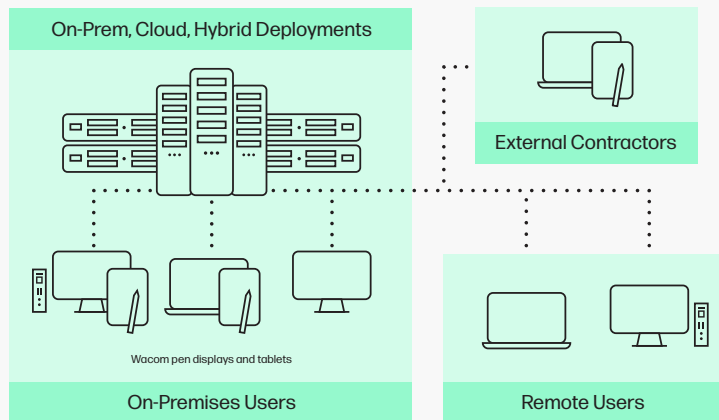 On-Prem, Cloud, Hybrid Deployments
External Contractors
Wacom pen displays and tablets
On-Premises Users
Remote Users